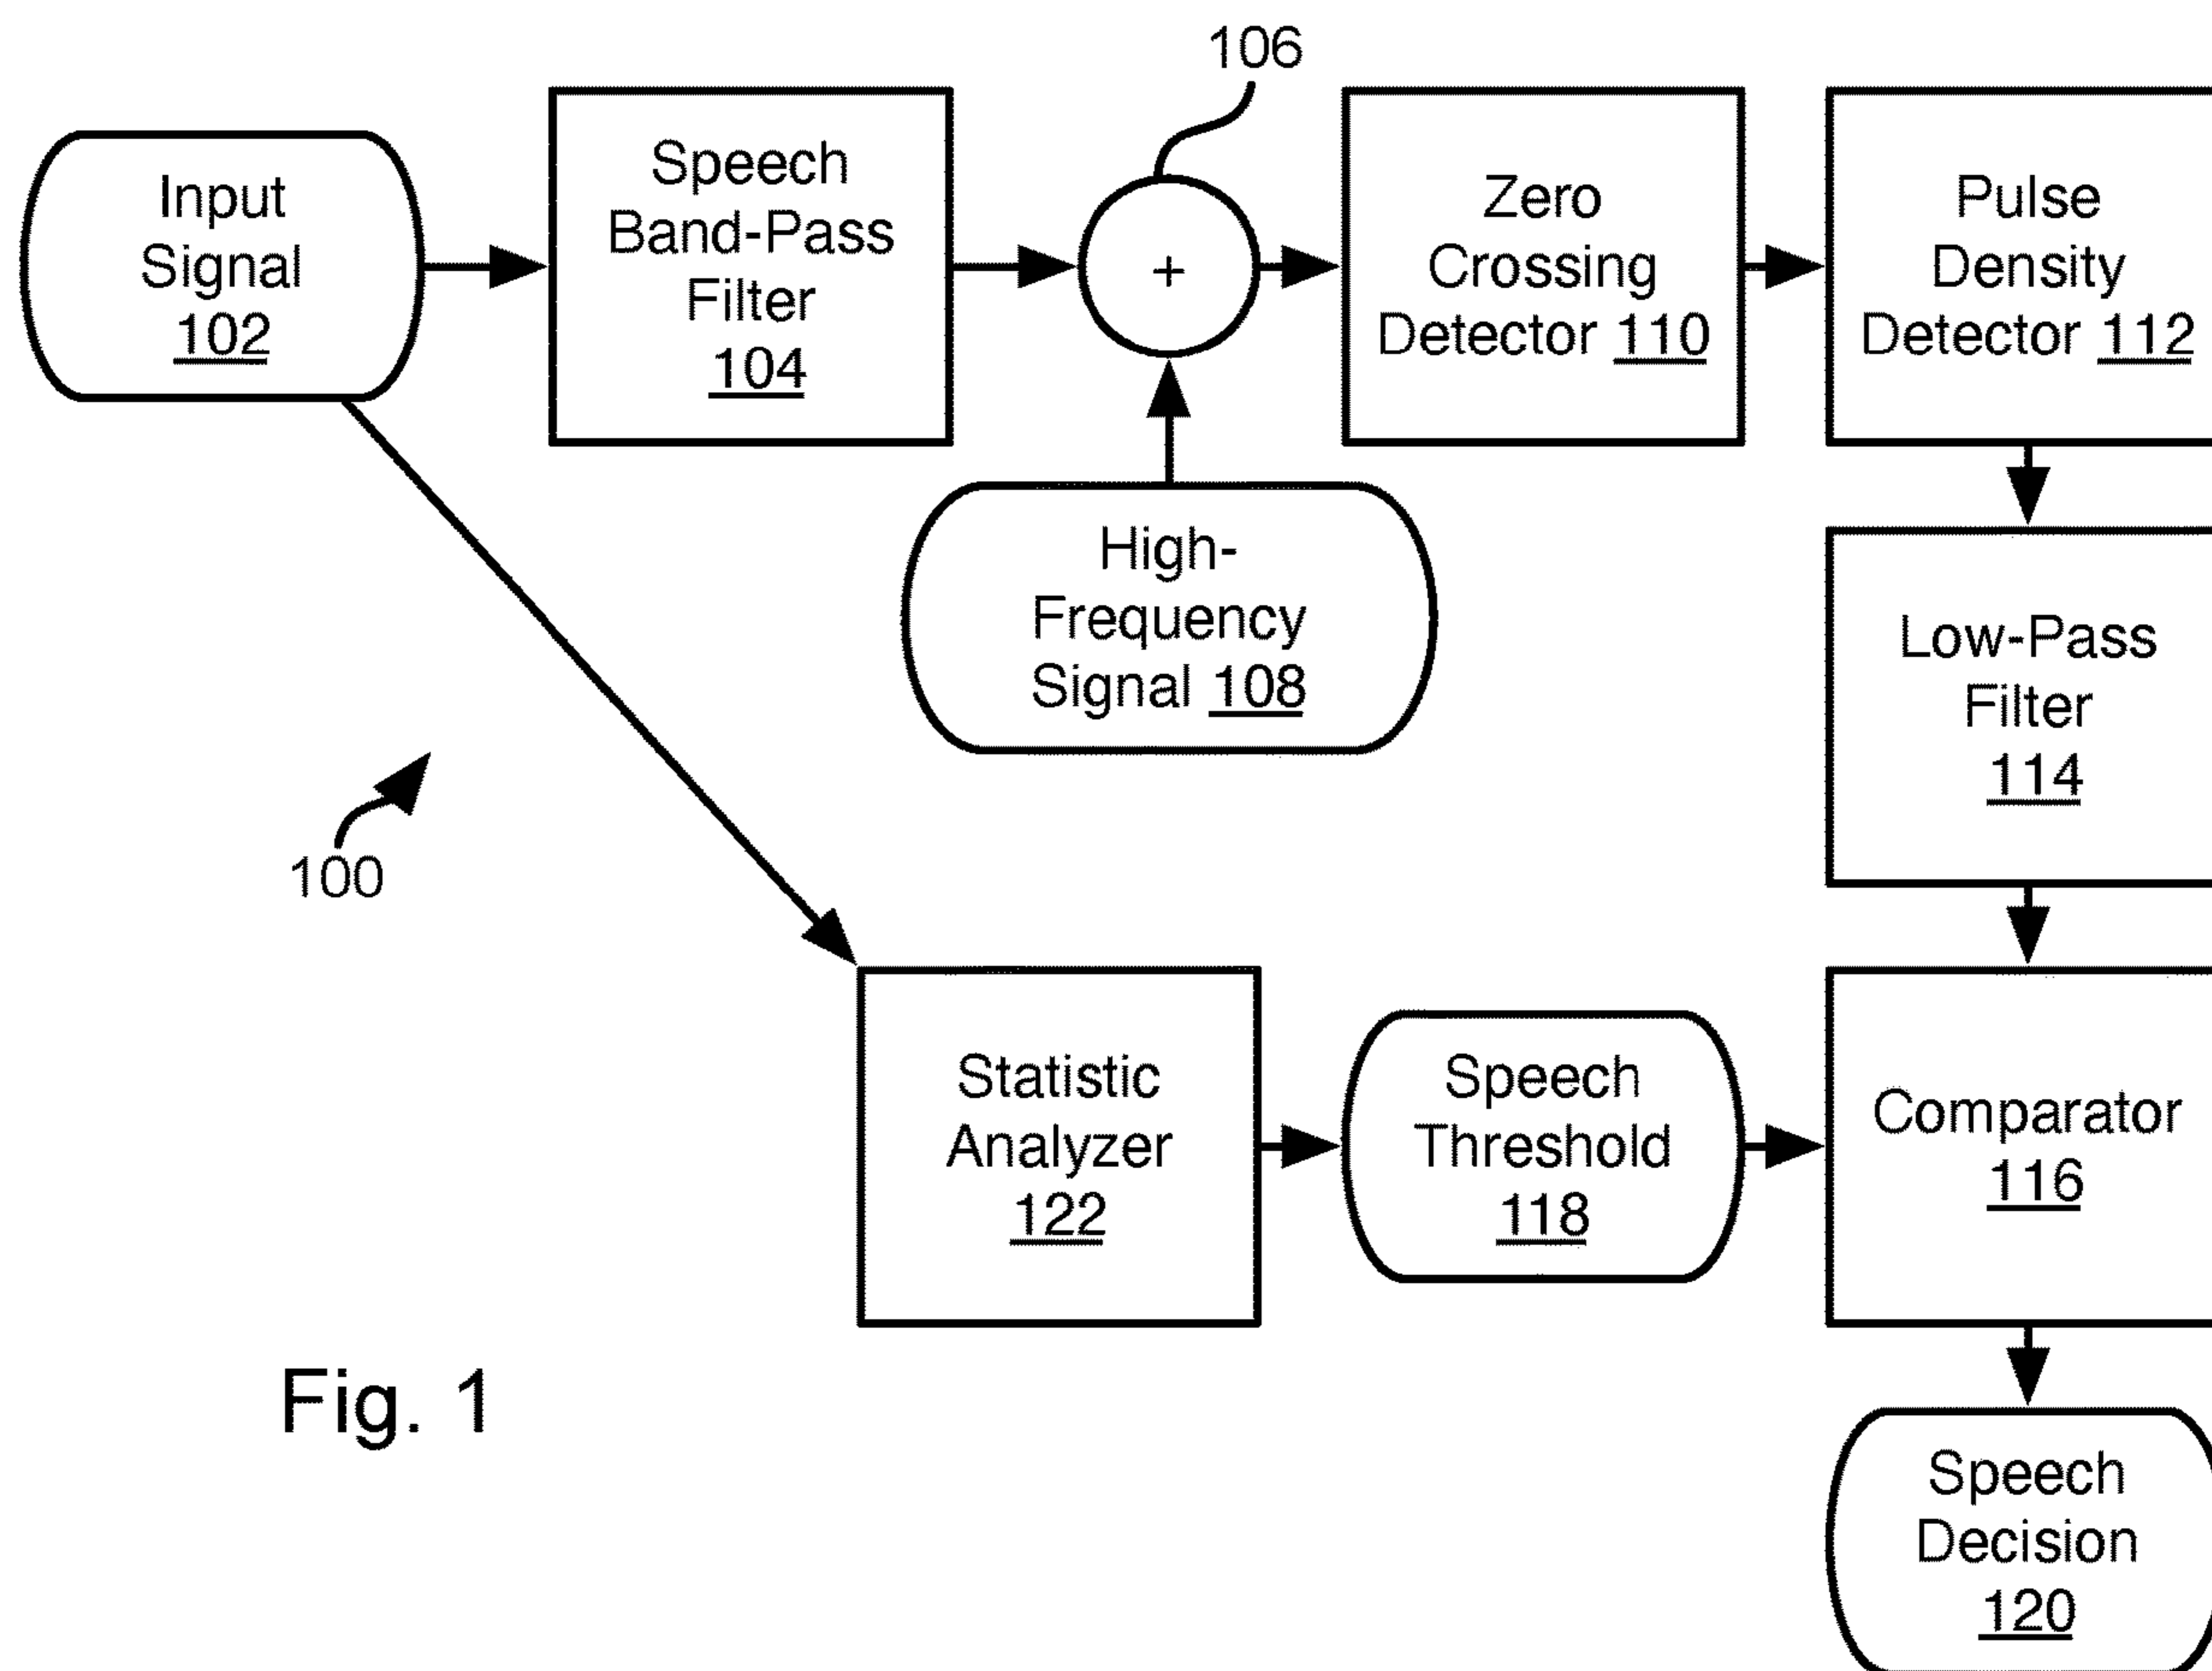 106
Input
Signal
102
Speech
Band-Pass
Filter
104
+
Zero
Crossing
Detector 110
Pulse
Density
Detector 112
High-
Frequency
Signal 108
Low-Pass
Filter
114
100
Statistic
Analyzer
122
Speech
Threshold
118
Comparator
116
Fig. 1
Speech
Decision
120